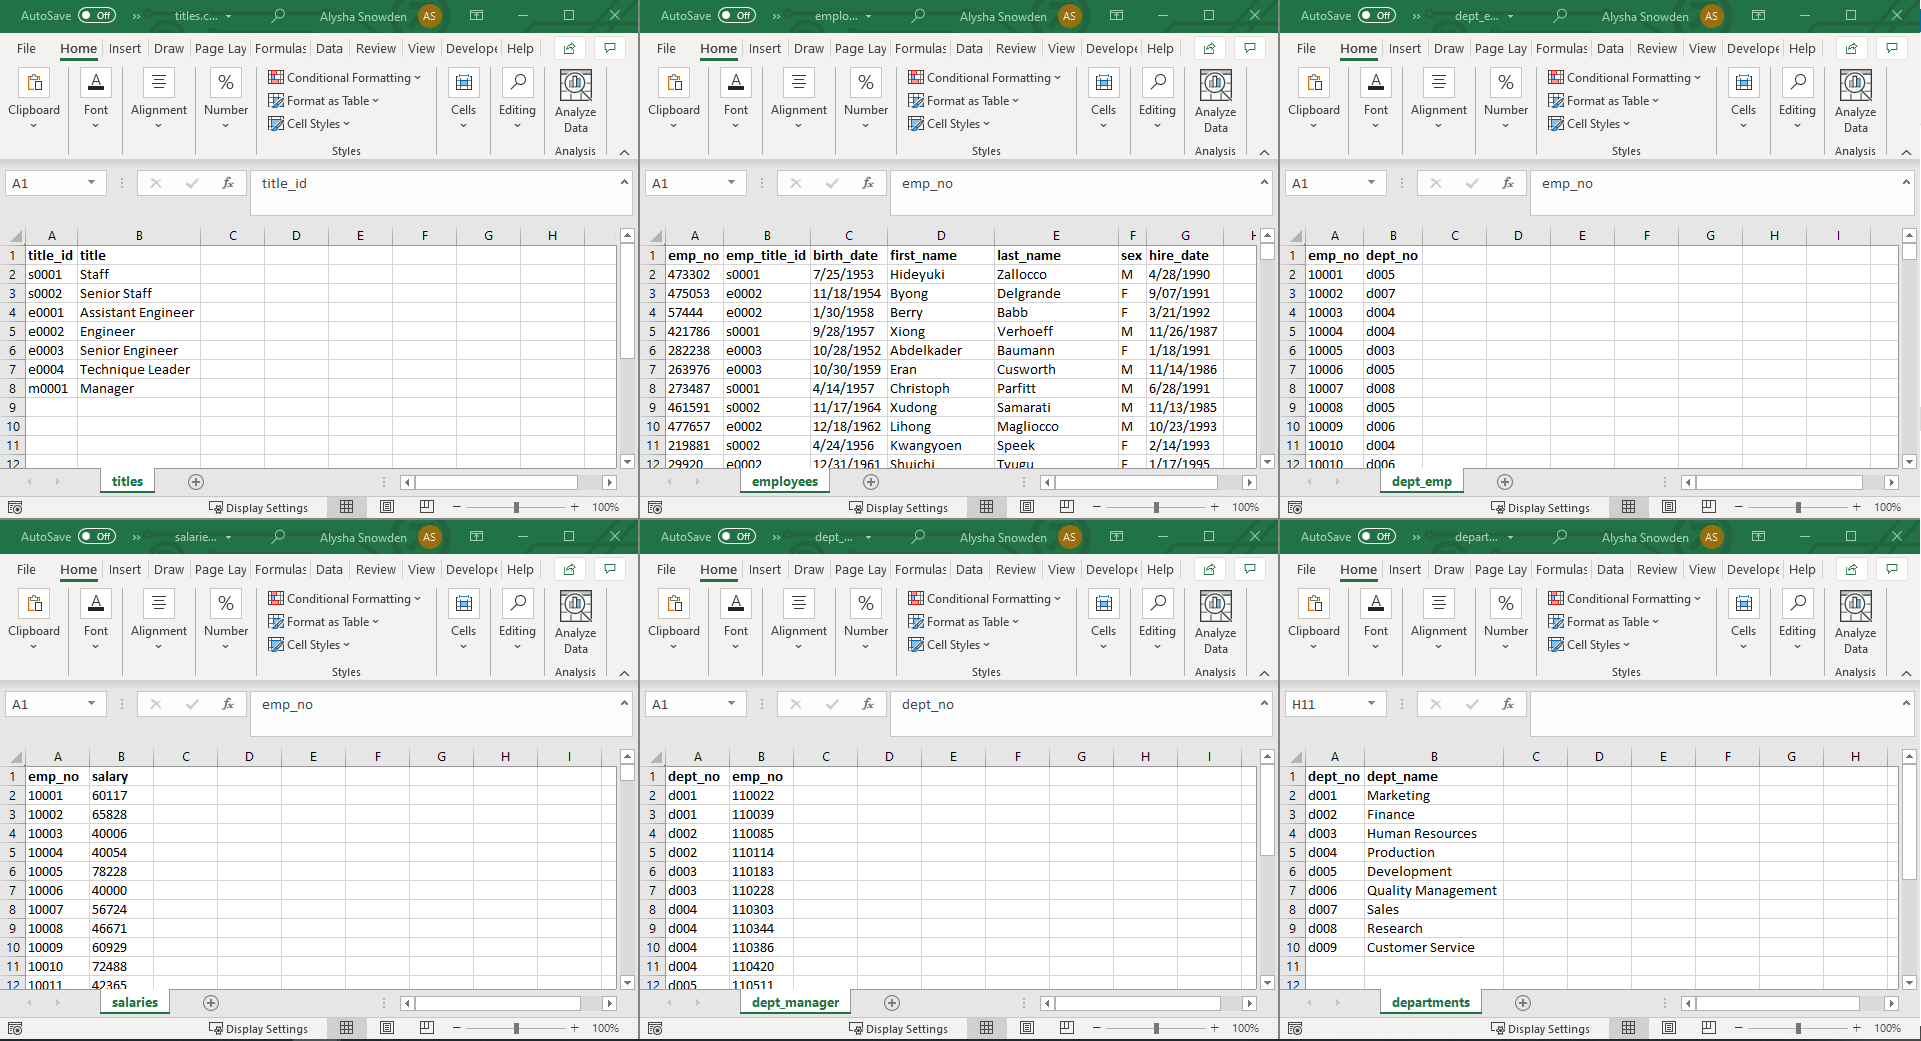 AutoSave Off » titles.c... Alysha Snowden AS
File Home Insert Draw Page Lay Formulas Data Review View Develope Help
Clipboard Font Alignment % Number Conditional Formatting Format as Table Cell Styles Cells Editing Analyze Data
Styles Analysis
A1 fx title_id
A B C D E F G H
1 title_id title
2 s0001 Staff
3 s0002 Senior Staff
4 e0001 Assistant Engineer
5 e0002 Engineer
6 e0003 Senior Engineer
7 e0004 Technique Leader
8 m0001 Manager
9
10
11
12
titles
Display Settings 100%
AutoSave Off » emplo... Alysha Snowden AS
File Home Insert Draw Page Lay Formulas Data Review View Develope Help
Clipboard Font Alignment % Number Conditional Formatting Format as Table Cell Styles Cells Editing Analyze Data
Styles Analysis
A1 fx emp_no
A B C D E F G H
1 emp_no emp_title_id birth_date first_name last_name sex hire_date
2 473302 s0001 7/25/1953 Hideyuki Zallocco M 4/28/1990
3 475053 e0002 11/18/1954 Byong Delgrande F 9/07/1991
4 57444 e0002 1/30/1958 Berry Babb F 3/21/1992
5 421786 s0001 9/28/1957 Xiong Verhoeff M 11/26/1987
6 282238 e0003 10/28/1952 Abdelkader Baumann F 1/18/1991
7 263976 e0003 10/30/1959 Eran Cusworth M 11/14/1986
8 273487 s0001 4/14/1957 Christoph Parfitt M 6/28/1991
9 461591 s0002 11/17/1964 Xudong Samarati M 11/13/1985
10 477657 e0002 12/18/1962 Lihong Magliocco M 10/23/1993
11 219881 s0002 4/24/1956 Kwangyoen Speek F 2/14/1993
12 29920 e0002 12/31/1961 Shuichi Tyugu F 1/17/1995
employees
Display Settings 100%
AutoSave Off » dept_e... Alysha Snowden AS
File Home Insert Draw Page Lay Formulas Data Review View Develope Help
Clipboard Font Alignment % Number Conditional Formatting Format as Table Cell Styles Cells Editing Analyze Data
Styles Analysis
A1 fx emp_no
A B C D E F G H I
1 emp_no dept_no
2 10001 d005
3 10002 d007
4 10003 d004
5 10004 d004
6 10005 d003
7 10006 d005
8 10007 d008
9 10008 d005
10 10009 d006
11 10010 d004
12 10010 d006
dept_emp
Display Settings 100%
AutoSave Off » salarie... Alysha Snowden AS
File Home Insert Draw Page Lay Formulas Data Review View Develope Help
Clipboard Font Alignment % Number Conditional Formatting Format as Table Cell Styles Cells Editing Analyze Data
Styles Analysis
A1 fx emp_no
A B C D E F G H I
1 emp_no salary
2 10001 60117
3 10002 65828
4 10003 40006
5 10004 40054
6 10005 78228
7 10006 40000
8 10007 56724
9 10008 46671
10 10009 60929
11 10010 72488
12 10011 42365
salaries
Display Settings 100%
AutoSave Off » dept_... Alysha Snowden AS
File Home Insert Draw Page Lay Formulas Data Review View Develope Help
Clipboard Font Alignment % Number Conditional Formatting Format as Table Cell Styles Cells Editing Analyze Data
Styles Analysis
A1 fx dept_no
A B C D E F G H I
1 dept_no emp_no
2 d001 110022
3 d001 110039
4 d002 110085
5 d002 110114
6 d003 110183
7 d003 110228
8 d004 110303
9 d004 110344
10 d004 110386
11 d004 110420
12 d005 110511
dept_manager
Display Settings 100%
AutoSave Off » depart... Alysha Snowden AS
File Home Insert Draw Page Lay Formulas Data Review View Develope Help
Clipboard Font Alignment % Number Conditional Formatting Format as Table Cell Styles Cells Editing Analyze Data
Styles Analysis
H11 fx
A B C D E F G H
1 dept_no dept_name
2 d001 Marketing
3 d002 Finance
4 d003 Human Resources
5 d004 Production
6 d005 Development
7 d006 Quality Management
8 d007 Sales
9 d008 Research
10 d009 Customer Service
11
12
departments
Display Settings 100%